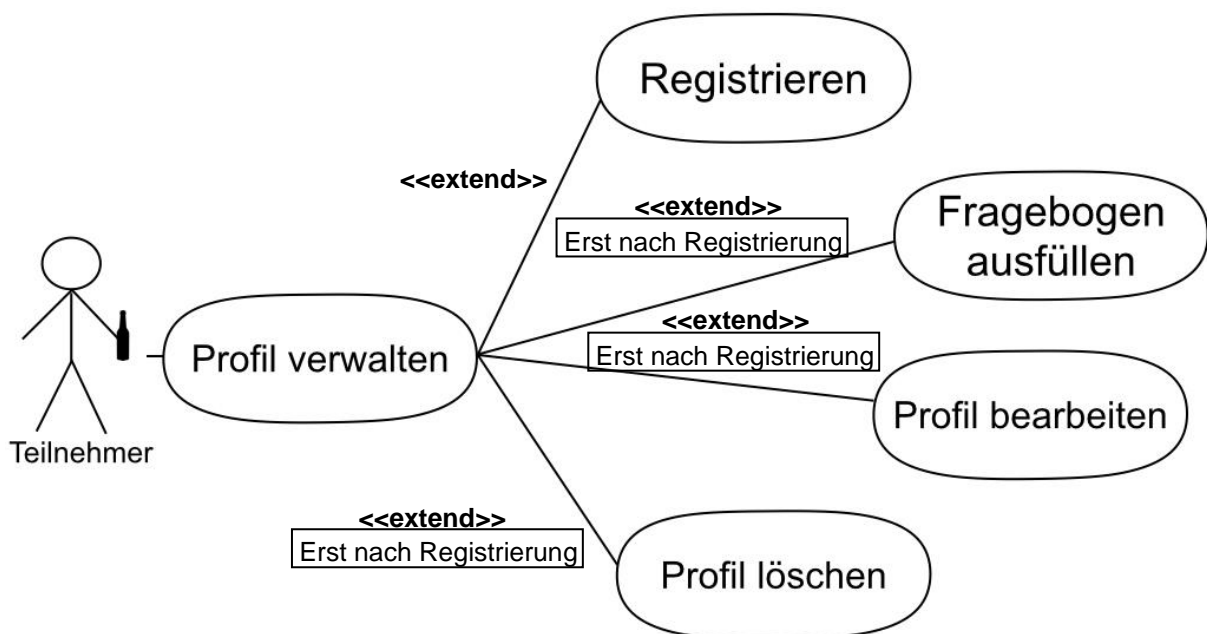 Registrieren
<<extend>>
<<extend>>
Erst nach Registrierung
Fragebogen
ausfüllen
<<extend>>
Erst nach Registrierung
Profil verwalten
Profil bearbeiten
Teilnehmer
<<extend>>
Erst nach Registrierung
Profil löschen